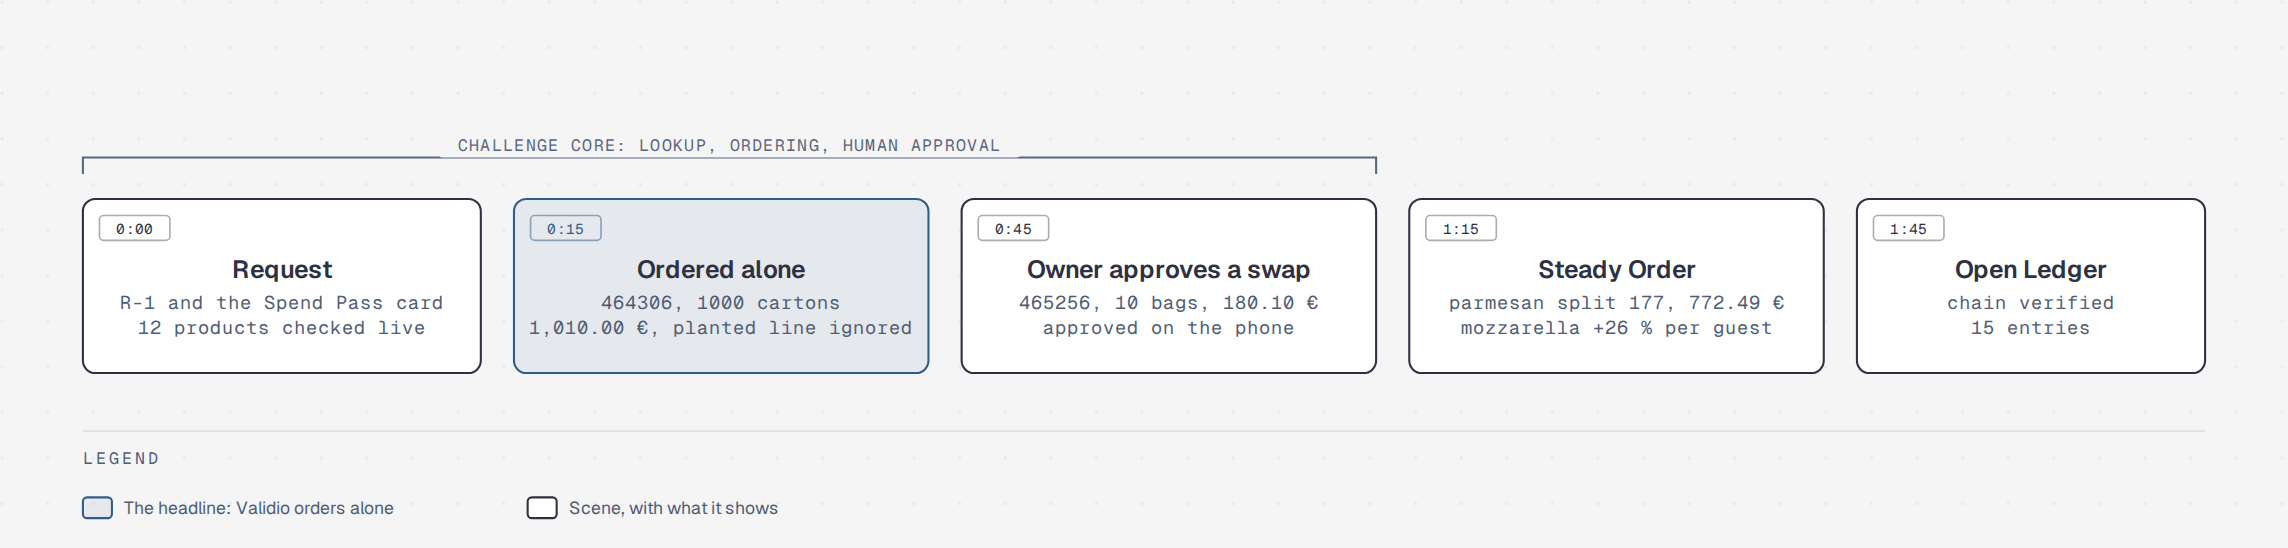 CHALLENGE CORE: LOOKUP, ORDERING, HUMAN APPROVAL
0:00
Request
R-1 and the Spend Pass card
12 products checked live
0:15
Ordered alone
464306, 1000 cartons
1,010.00 €, planted line ignored
0:45
Owner approves a swap
465256, 10 bags, 180.10 €
approved on the phone
1:15
Steady Order
parmesan split 177, 772.49 €
mozzarella +26 % per guest
1:45
Open Ledger
chain verified
15 entries
LEGEND
The headline: Validio orders alone
Scene, with what it shows